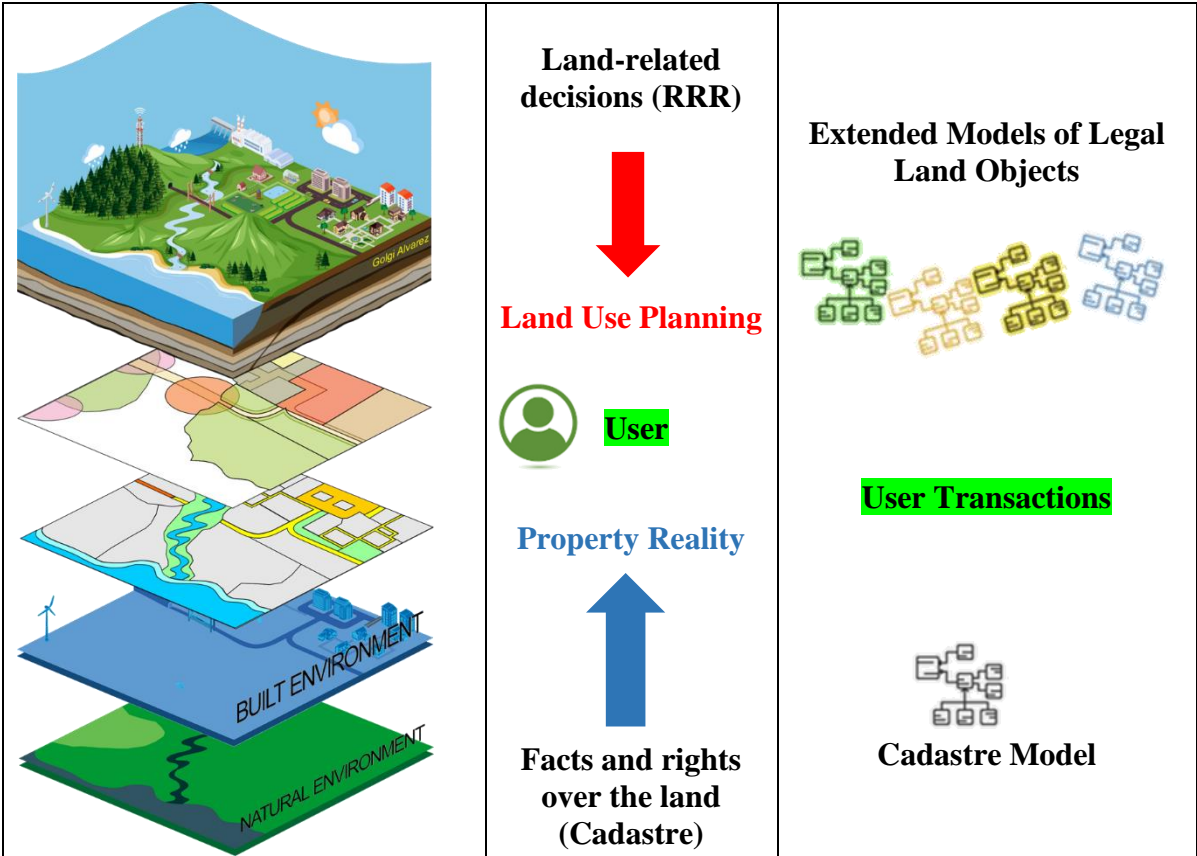 Golgi Alvarez
BUILT ENVIRONMENT
NATURAL ENVIRONMENT
Land-related
decisions (RRR)
Land Use Planning
User
Property Reality
Facts and rights
over the land
(Cadastre)
Extended Models of Legal
Land Objects
User Transactions
Cadastre Model